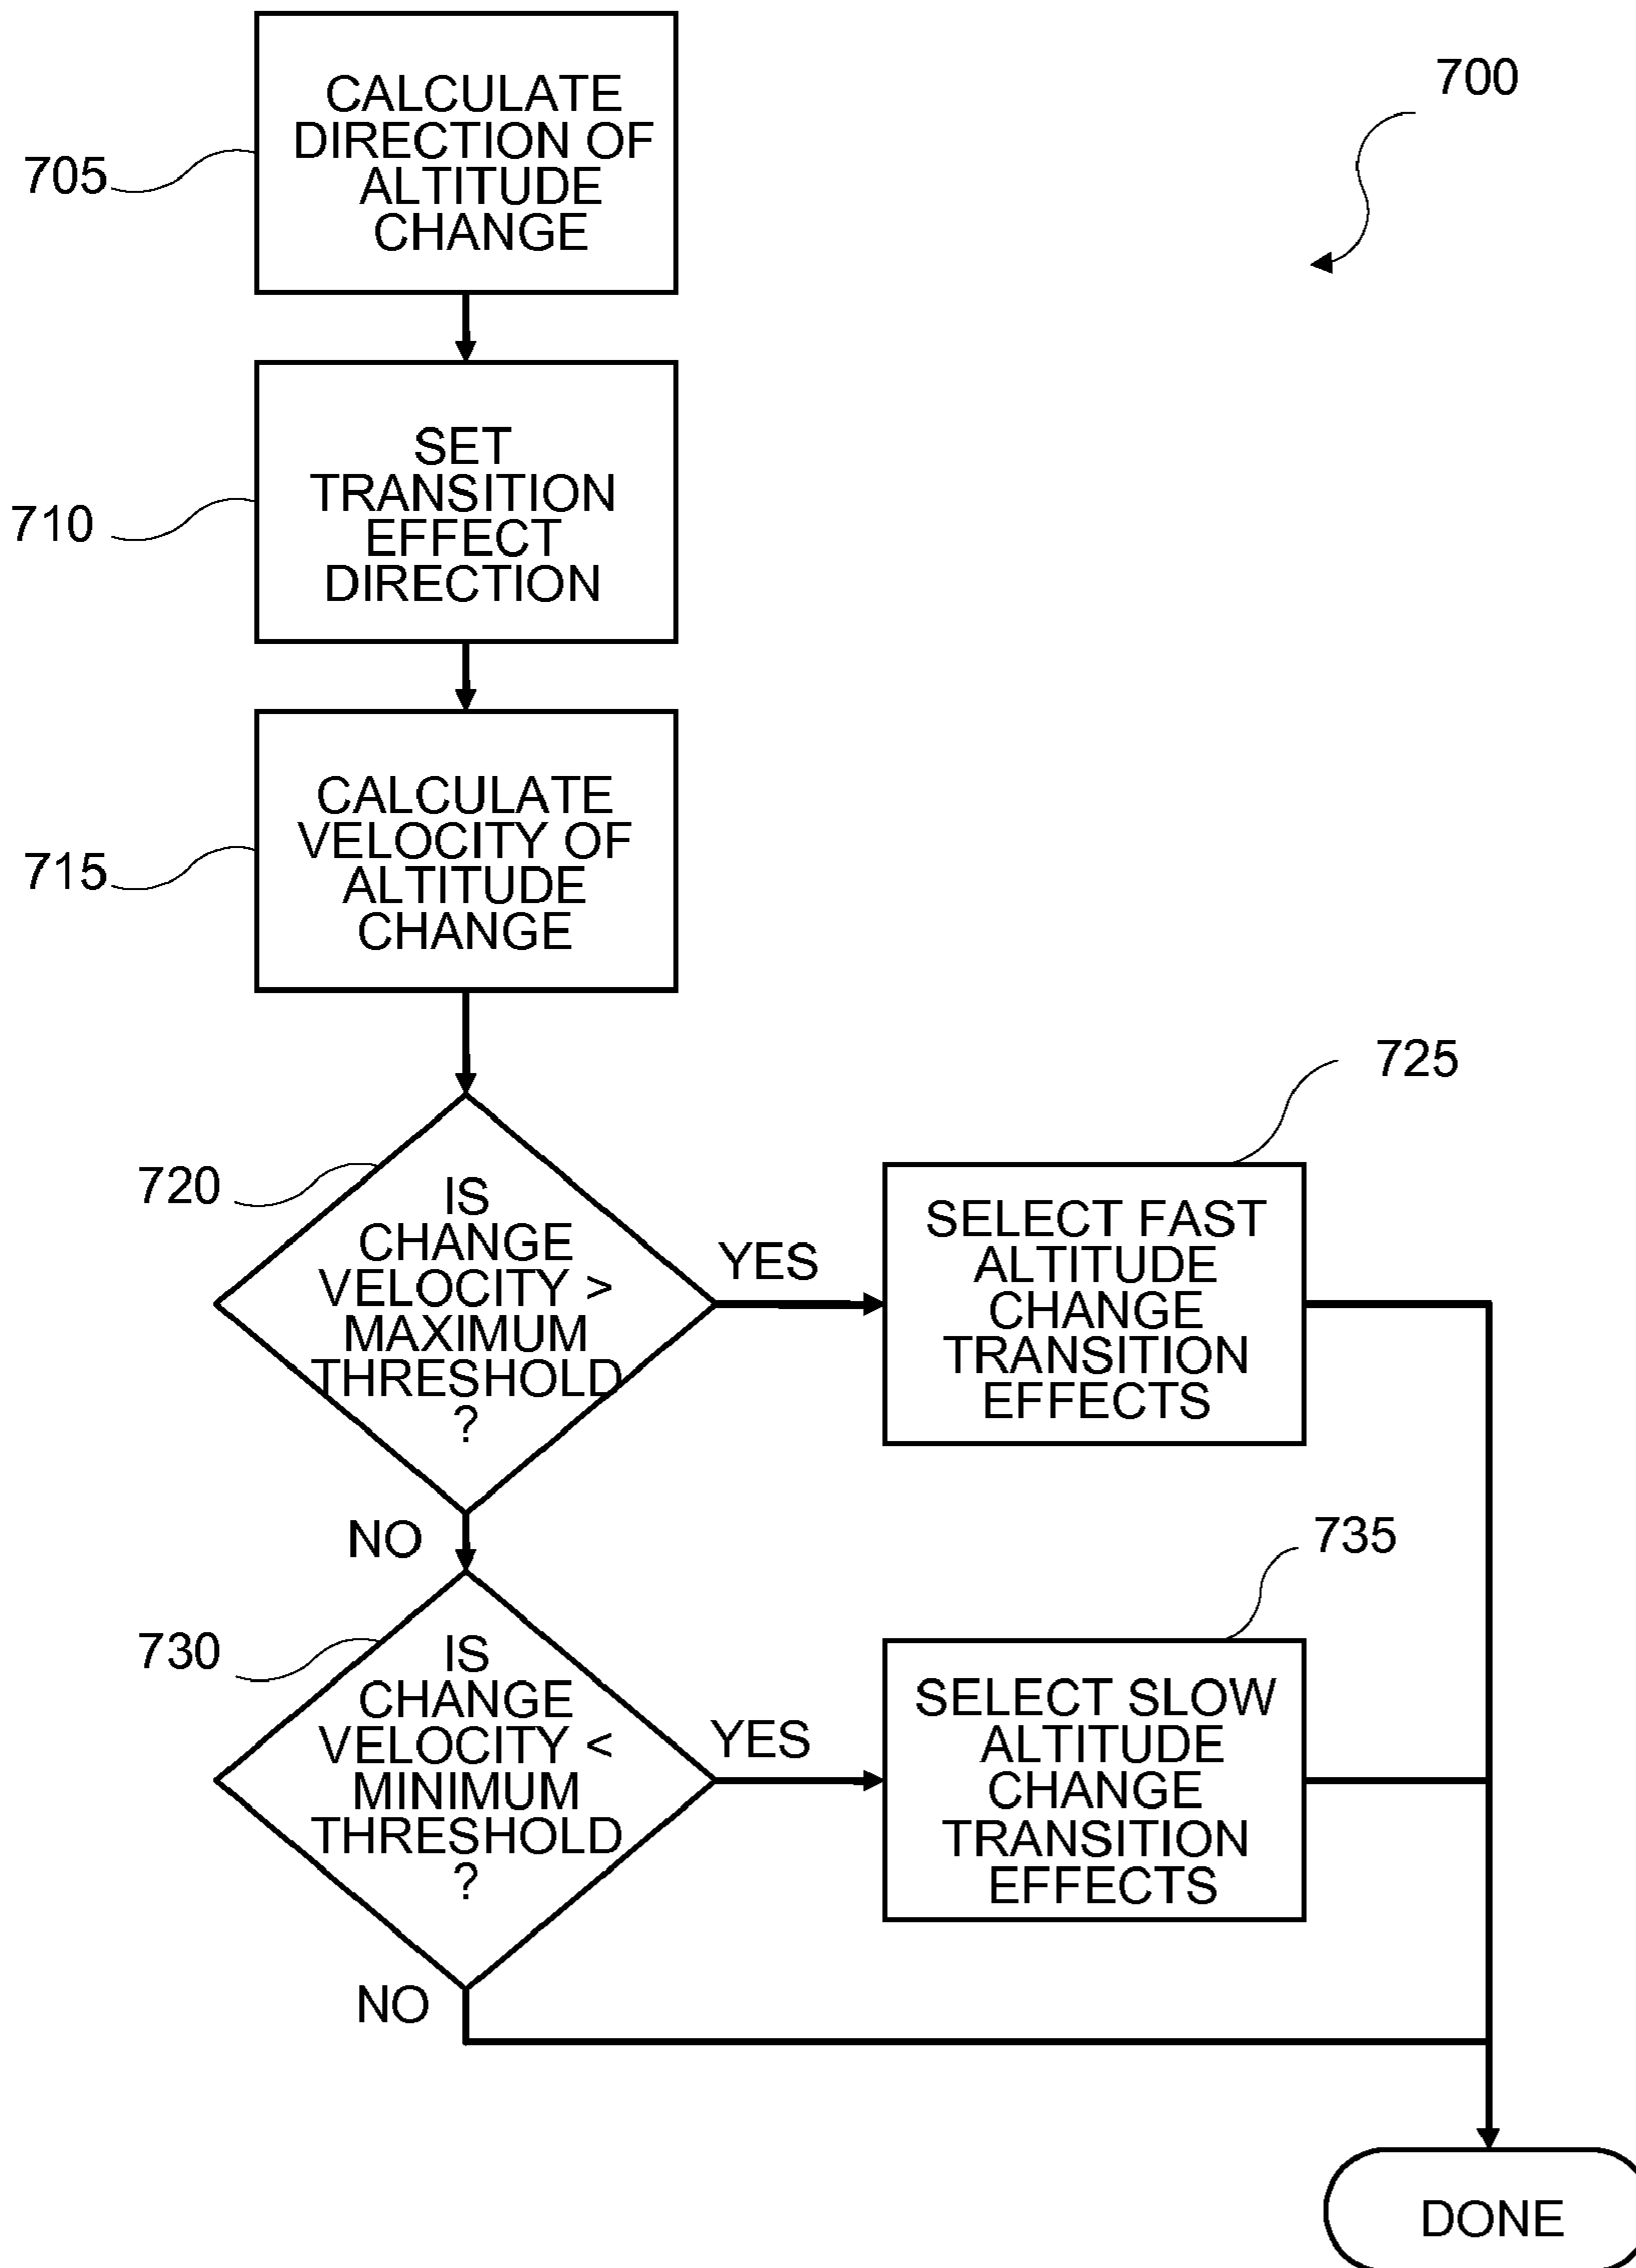 700
CALCULATE
DIRECTION OF
ALTITUDE
CHANGE
705
SET
TRANSITION
EFFECT
DIRECTION
710
CALCULATE
VELOCITY OF
ALTITUDE
CHANGE
715
720
IS
CHANGE
VELOCITY >
MAXIMUM
THRESHOLD
?
YES
725
SELECT FAST
ALTITUDE
CHANGE
TRANSITION
EFFECTS
NO
730
IS
CHANGE
VELOCITY <
MINIMUM
THRESHOLD
?
YES
735
SELECT SLOW
ALTITUDE
CHANGE
TRANSITION
EFFECTS
NO
DONE